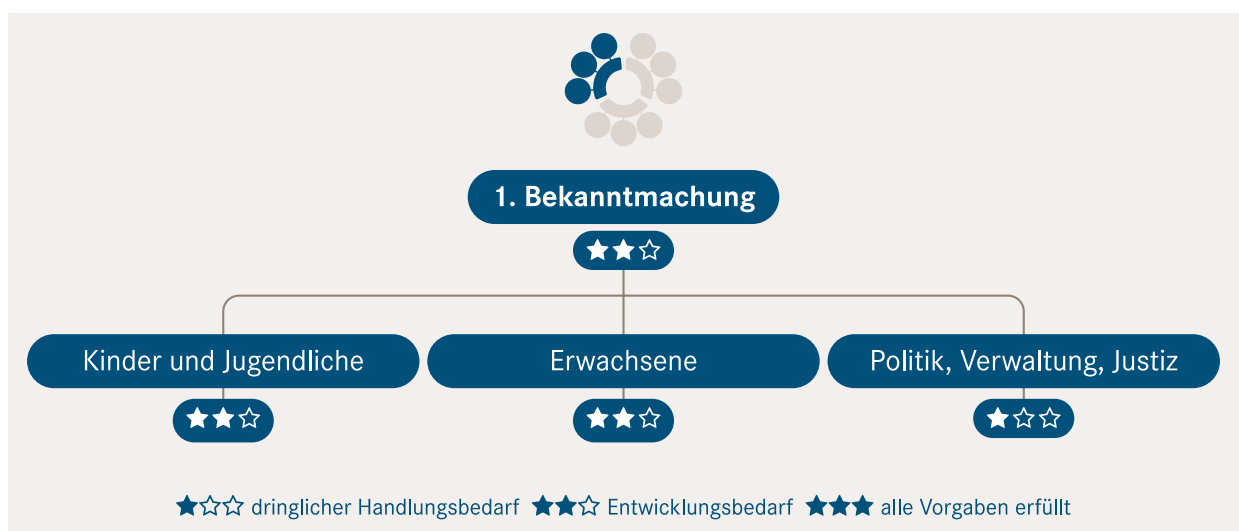 1. Bekanntmachung
★★☆
Kinder und Jugendliche
★★☆
Erwachsene
★★☆
Politik, Verwaltung, Justiz
★☆☆
★☆☆ dringlicher Handlungsbedarf ★★☆ Entwicklungsbedarf ★★★ alle Vorgaben erfüllt